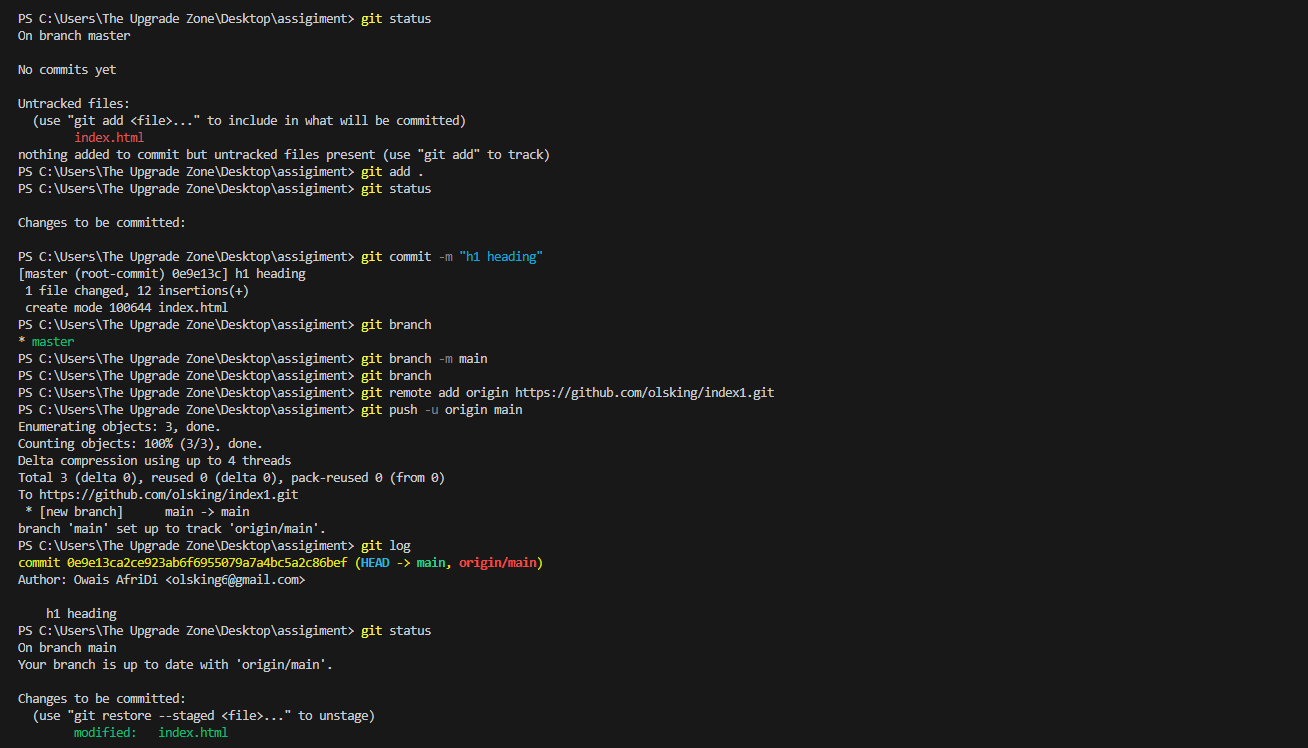 PS C:\Users\The Upgrade Zone\Desktop\assigiment> git status
On branch master
No commits yet
Untracked files:
  (use "git add <file>..." to include in what will be committed)
        index.html
nothing added to commit but untracked files present (use "git add" to track)
PS C:\Users\The Upgrade Zone\Desktop\assigiment> git add .
PS C:\Users\The Upgrade Zone\Desktop\assigiment> git status
Changes to be committed:
PS C:\Users\The Upgrade Zone\Desktop\assigiment> git commit -m "h1 heading"
[master (root-commit) 0e9e13c] h1 heading
 1 file changed, 12 insertions(+)
 create mode 100644 index.html
PS C:\Users\The Upgrade Zone\Desktop\assigiment> git branch
* master
PS C:\Users\The Upgrade Zone\Desktop\assigiment> git branch -m main
PS C:\Users\The Upgrade Zone\Desktop\assigiment> git branch
PS C:\Users\The Upgrade Zone\Desktop\assigiment> git remote add origin https://github.com/olsking/index1.git
PS C:\Users\The Upgrade Zone\Desktop\assigiment> git push -u origin main
Enumerating objects: 3, done.
Counting objects: 100% (3/3), done.
Delta compression using up to 4 threads
Total 3 (delta 0), reused 0 (delta 0), pack-reused 0 (from 0)
To https://github.com/olsking/index1.git
 * [new branch]      main -> main
branch 'main' set up to track 'origin/main'.
PS C:\Users\The Upgrade Zone\Desktop\assigiment> git log
commit 0e9e13ca2ce923ab6f6955079a7a4bc5a2c86bef (HEAD -> main, origin/main)
Author: Owais AfriDi <olsking6@gmail.com>
    h1 heading
PS C:\Users\The Upgrade Zone\Desktop\assigiment> git status
On branch main
Your branch is up to date with 'origin/main'.
Changes to be committed:
  (use "git restore --staged <file>..." to unstage)
        modified:   index.html